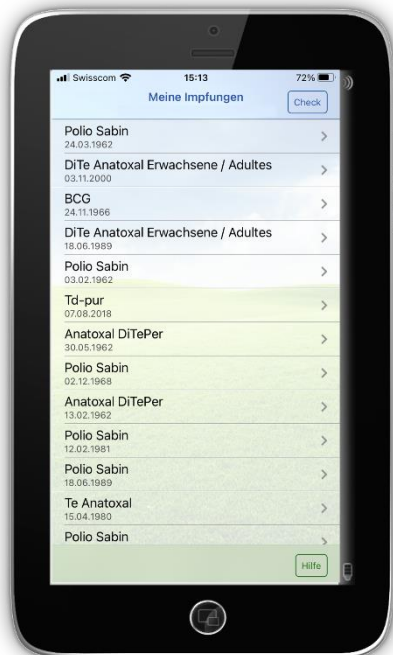 Swisscom 15:13 72%
Meine Impfungen
Check
Polio Sabin
24.03.1962
DiTe Anatoxal Erwachsene / Adultes
03.11.2000
BCG
24.11.1966
DiTe Anatoxal Erwachsene / Adultes
18.06.1989
Polio Sabin
03.02.1962
Td-pur
07.08.2018
Anatoxal DiTePer
30.05.1962
Polio Sabin
02.12.1968
Anatoxal DiTePer
13.02.1962
Polio Sabin
12.02.1981
Polio Sabin
18.06.1989
Te Anatoxal
15.04.1980
Polio Sabin
Hilfe